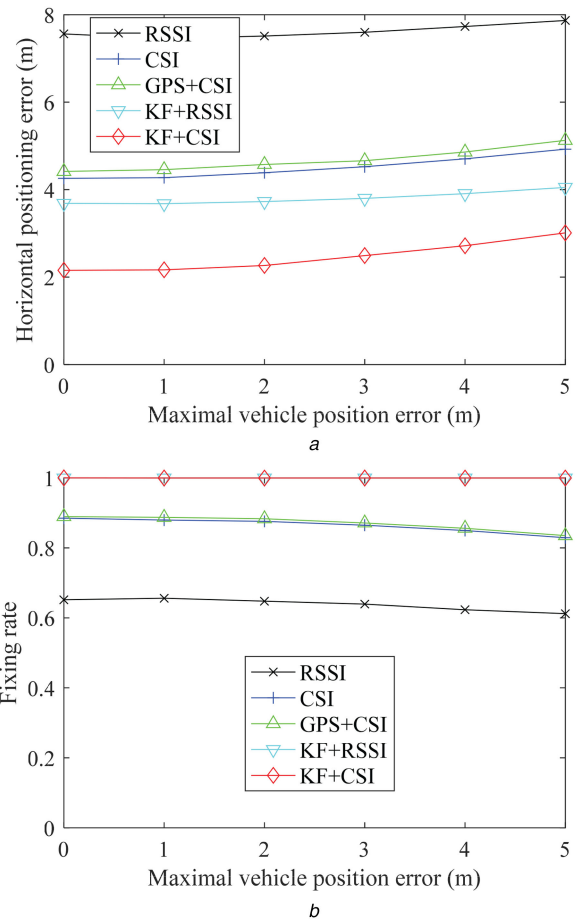 8
6
4
2
0
Horizontal positioning error (m)
RSSI
CSI
GPS+CSI
KF+RSSI
KF+CSI
0 1 2 3 4 5
Maximal vehicle position error (m)
a
1
0.8
0.6
0.4
0.2
0
Fixing rate
RSSI
CSI
GPS+CSI
KF+RSSI
KF+CSI
0 1 2 3 4 5
Maximal vehicle position error (m)
b